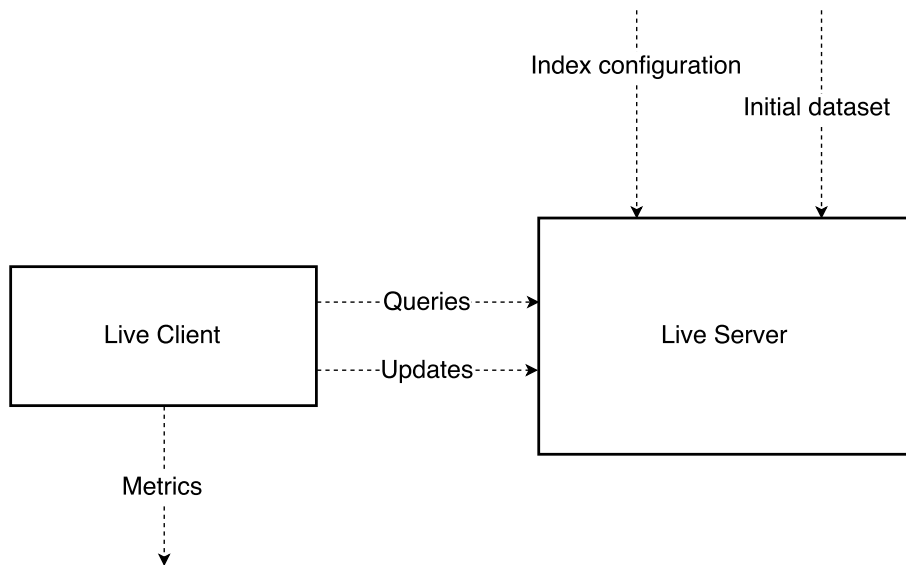 Index configuration
Initial dataset
Queries
Live Client
Live Server
Updates
Metrics